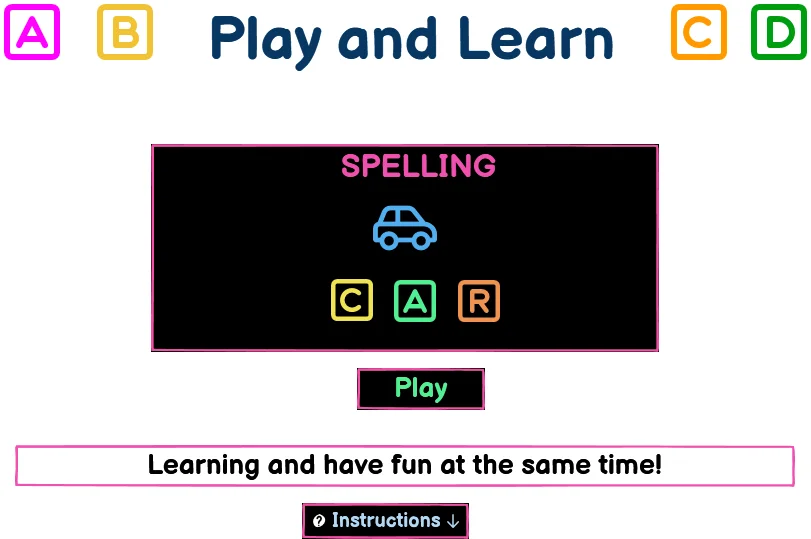 A B Play and Learn C D
SPELLING
C A R
Play
Learning and have fun at the same time!
? Instructions ↓